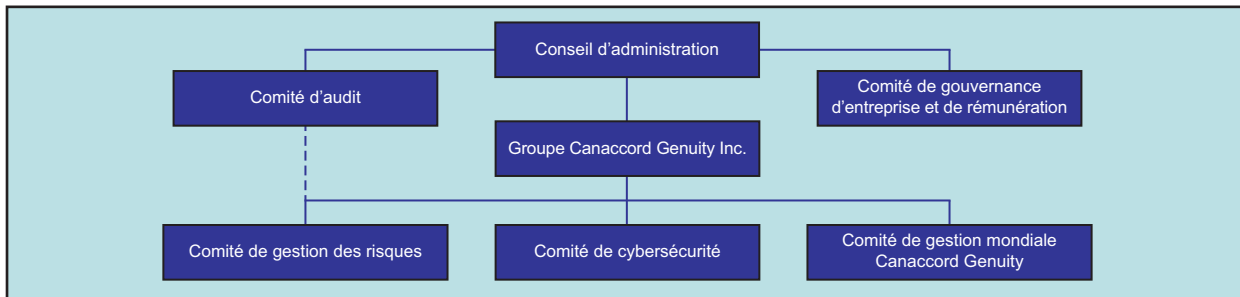 Conseil d’administration
Comité d’audit
Comité de gouvernance
d’entreprise et de rémunération
Groupe Canaccord Genuity Inc.
Comité de gestion des risques
Comité de cybersécurité
Comité de gestion mondiale
Canaccord Genuity